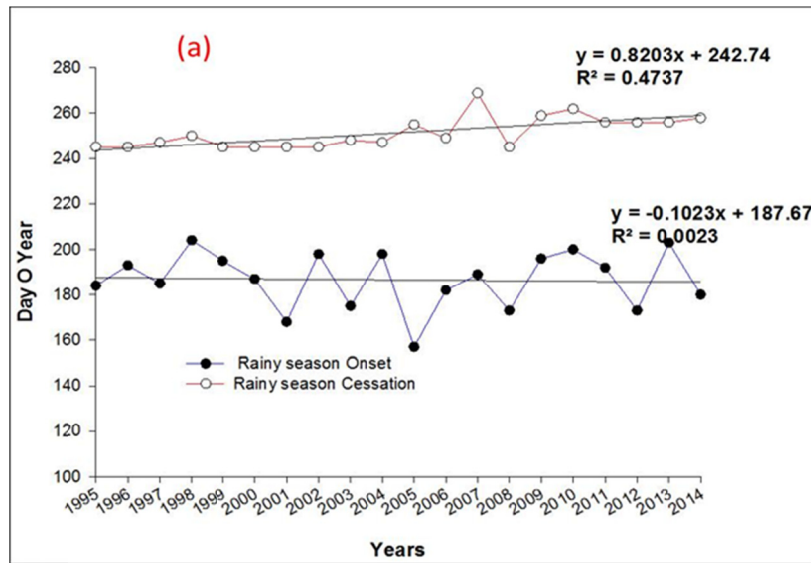 (a)
y = 0.8203x + 242.74
R² = 0.4737
280
260
240
220
200
180
160
140
120
100
y = -0.1023x + 187.67
R² = 0.0023
Day O Year
Rainy season Onset
Rainy season Cessation
1995 1996 1997 1998 1999 2000 2001 2002 2003 2004 2005 2006 2007 2008 2009 2010 2011 2012 2013 2014
Years